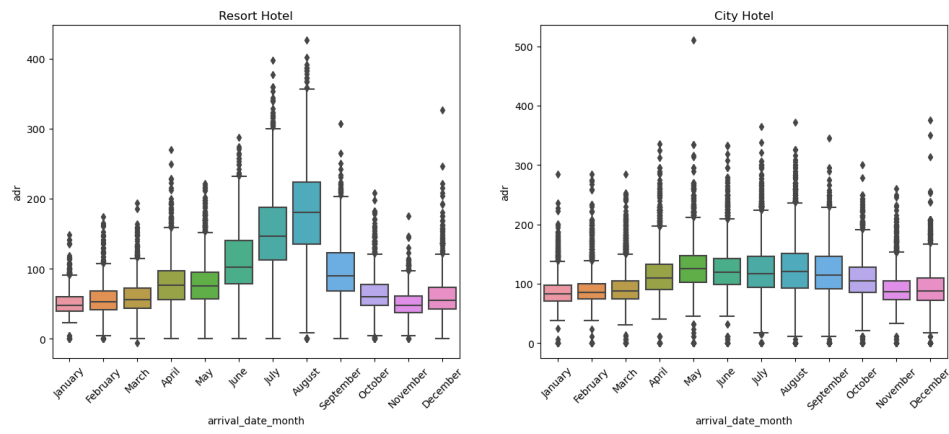 Resort Hotel
adr
400
300
200
100
0
January
February
March
April
May
June
July
August
September
October
November
December
arrival_date_month
City Hotel
adr
500
400
300
200
100
0
January
February
March
April
May
June
July
August
September
October
November
December
arrival_date_month